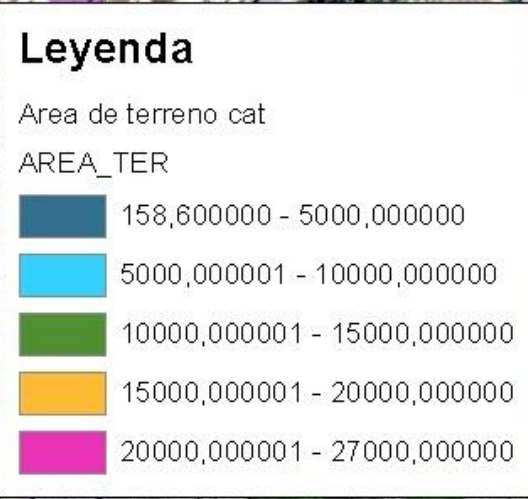 Leyenda
Area de terreno cat
AREA_TER
158,600000 - 5000,000000
5000,000001 - 10000,000000
10000,000001 - 15000,000000
15000,000001 - 20000,000000
20000,000001 - 27000,000000